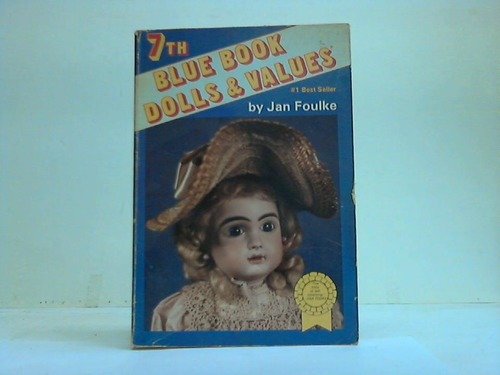 7TH
BLUE BOOK
DOLLS & VALUES
#1 Best Seller
by Jan Foulke